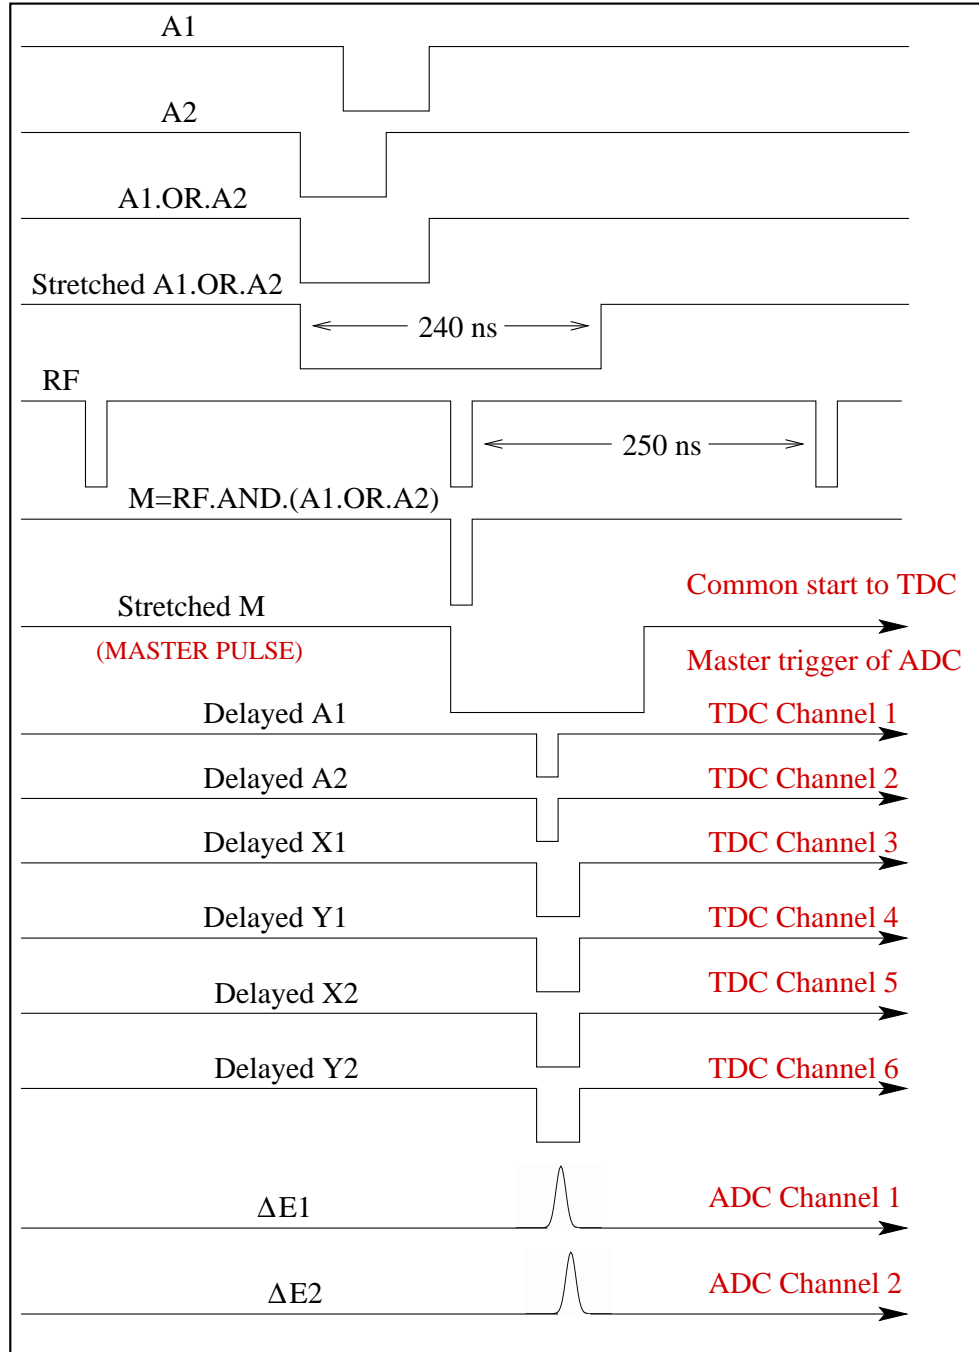 A1
A2
A1.OR.A2
Stretched A1.OR.A2
240 ns
RF
250 ns
M=RF.AND.(A1.OR.A2)
Common start to TDC
Stretched M
(MASTER PULSE)
Master trigger of ADC
Delayed A1 TDC Channel 1
Delayed A2 TDC Channel 2
Delayed X1 TDC Channel 3
Delayed Y1 TDC Channel 4
Delayed X2 TDC Channel 5
Delayed Y2 TDC Channel 6
ΔE1 ADC Channel 1
ΔE2 ADC Channel 2